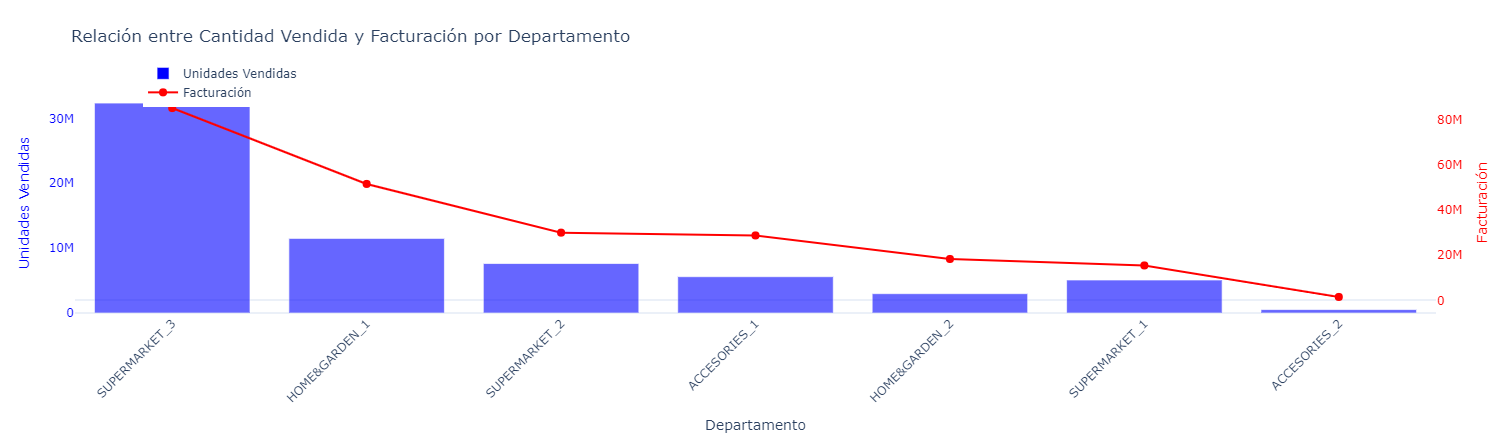 Relación entre Cantidad Vendida y Facturación por Departamento
Unidades Vendidas
Facturación
Unidades Vendidas
30M
20M
10M
0
80M
60M
40M
20M
0
Facturación
SUPERMARKET_3
HOME&GARDEN_1
SUPERMARKET_2
ACCESORIES_1
HOME&GARDEN_2
SUPERMARKET_1
ACCESORIES_2
Departamento